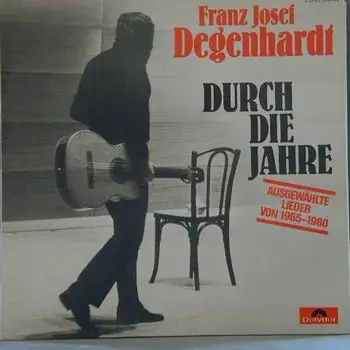 Franz Josef
Degenhardt
DURCH
DIE
JAHRE
AUSGEWÄHLTE
LIEDER
VON 1965–1980
Polydor